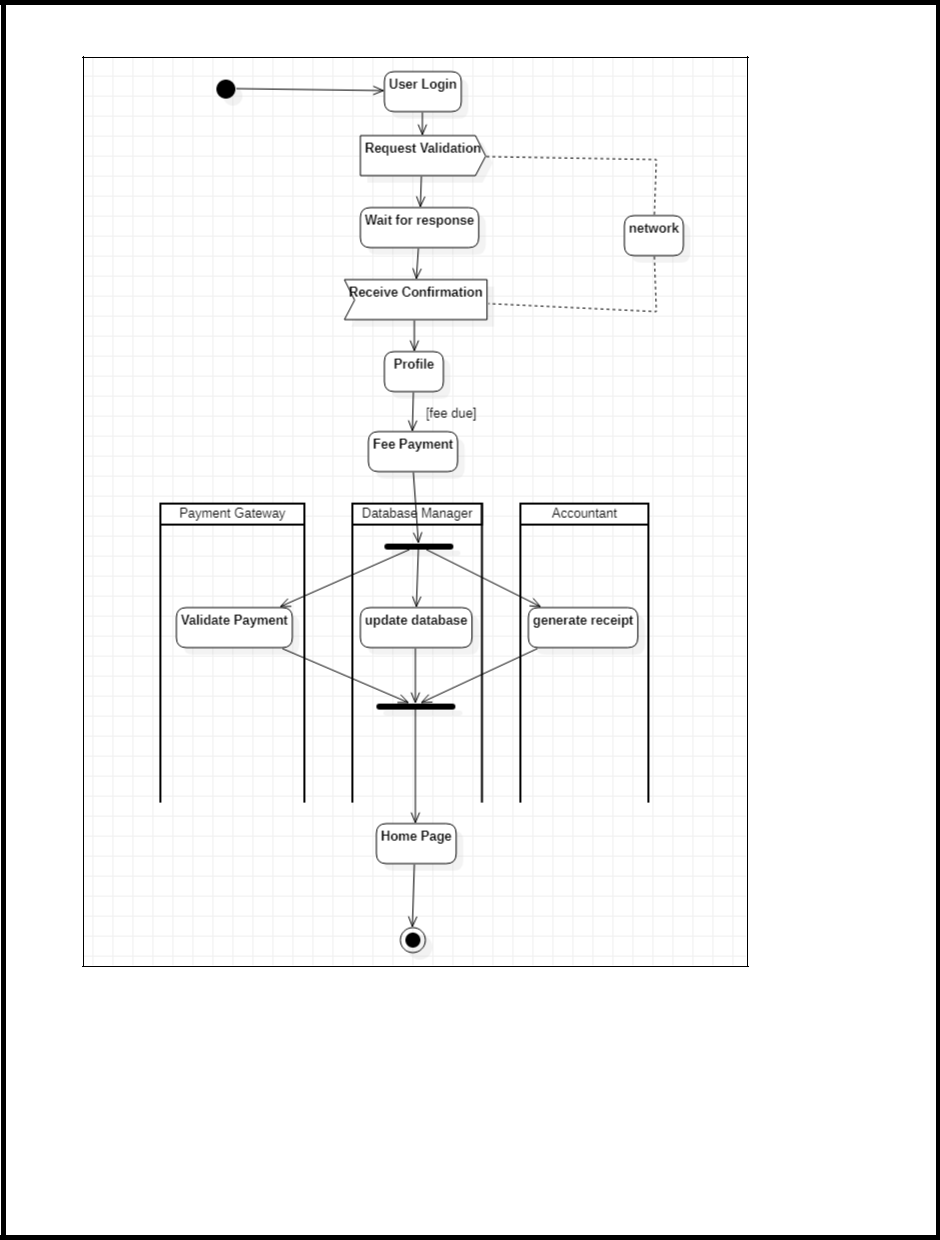 User Login
Request Validation
Wait for response
network
Receive Confirmation
Profile
[fee due]
Fee Payment
Payment Gateway
Database Manager
Accountant
Validate Payment
update database
generate receipt
Home Page